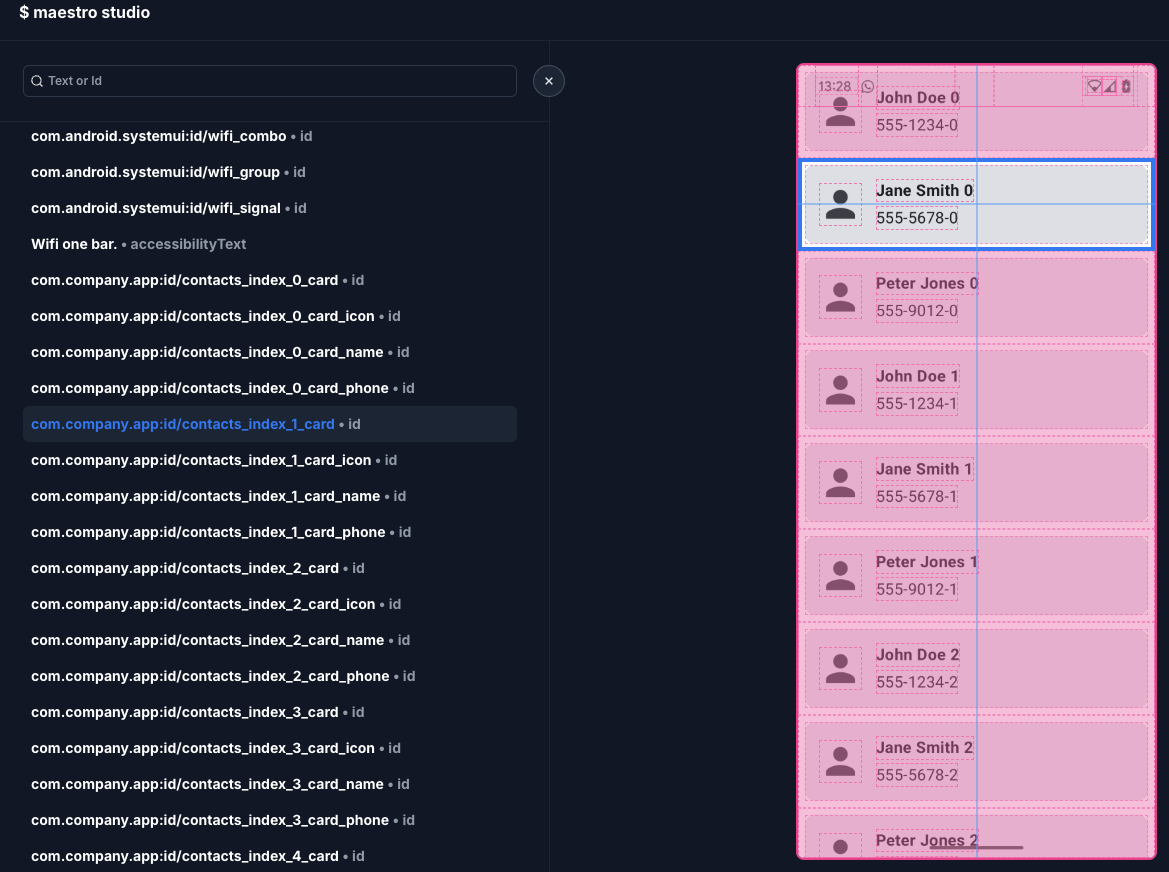 $ maestro studio
Text or Id
com.android.systemui:id/wifi_combo • id
com.android.systemui:id/wifi_group • id
com.android.systemui:id/wifi_signal • id
Wifi one bar. • accessibilityText
com.company.app:id/contacts_index_0_card • id
com.company.app:id/contacts_index_0_card_icon • id
com.company.app:id/contacts_index_0_card_name • id
com.company.app:id/contacts_index_0_card_phone • id
com.company.app:id/contacts_index_1_card • id
com.company.app:id/contacts_index_1_card_icon • id
com.company.app:id/contacts_index_1_card_name • id
com.company.app:id/contacts_index_1_card_phone • id
com.company.app:id/contacts_index_2_card • id
com.company.app:id/contacts_index_2_card_icon • id
com.company.app:id/contacts_index_2_card_name • id
com.company.app:id/contacts_index_2_card_phone • id
com.company.app:id/contacts_index_3_card • id
com.company.app:id/contacts_index_3_card_icon • id
com.company.app:id/contacts_index_3_card_name • id
com.company.app:id/contacts_index_3_card_phone • id
com.company.app:id/contacts_index_4_card • id
13:28
John Doe 0
555-1234-0
Jane Smith 0
555-5678-0
Peter Jones 0
555-9012-0
John Doe 1
555-1234-1
Jane Smith 1
555-5678-1
Peter Jones 1
555-9012-1
John Doe 2
555-1234-2
Jane Smith 2
555-5678-2
Peter Jones 2